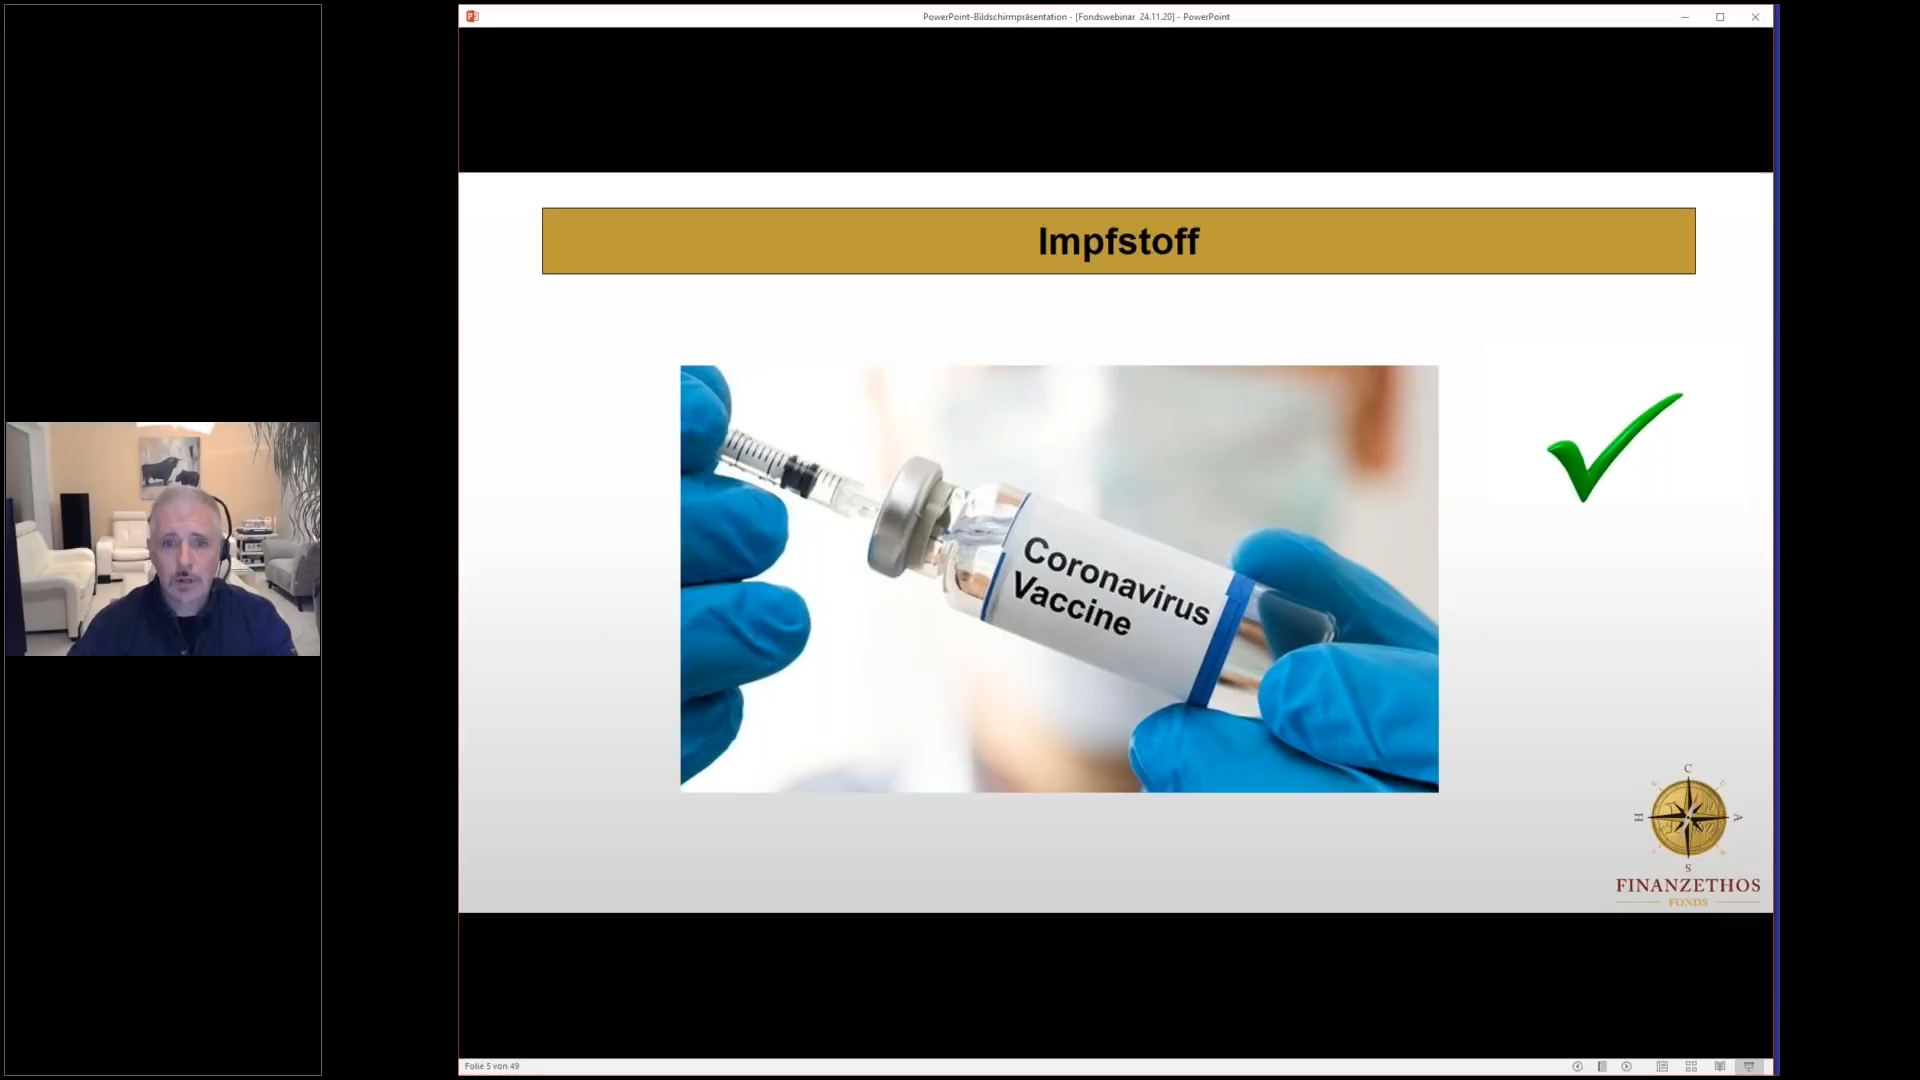 PowerPoint-Bildschirmpräsentation - [Fondswebinar 24.11.20] - PowerPoint
Impfstoff
Coronavirus
Vaccine
C
H
A
S
FINANZETHOS
FONDS
Folie 5 von 49